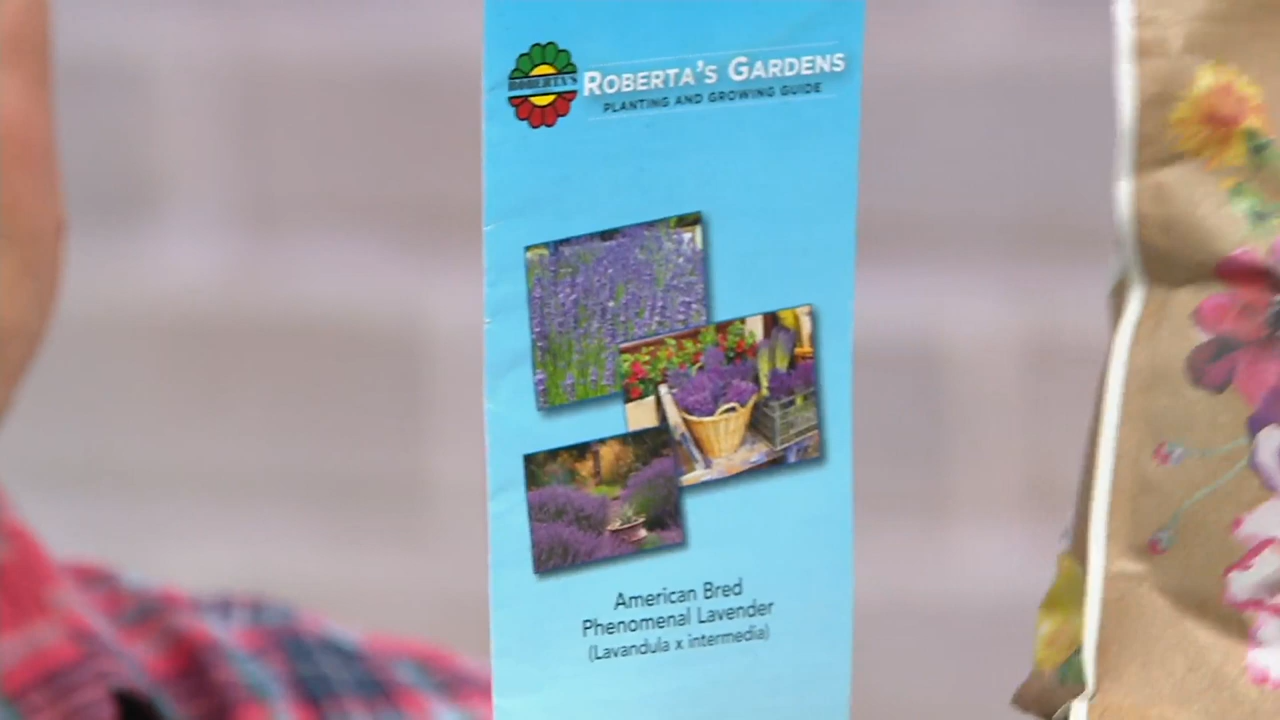 ROBERTA'S
ROBERTA'S GARDENS
PLANTING AND GROWING GUIDE
American Bred
Phenomenal Lavender
(Lavandula x intermedia)